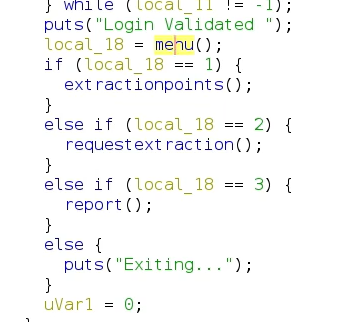 } while (local_11 != -1);
puts("Login Validated ");
local_18 = menu();
if (local_18 == 1) {
extractionpoints();
}
else if (local_18 == 2) {
requestextraction();
}
else if (local_18 == 3) {
report();
}
else {
puts("Exiting...");
}
uVar1 = 0;
}